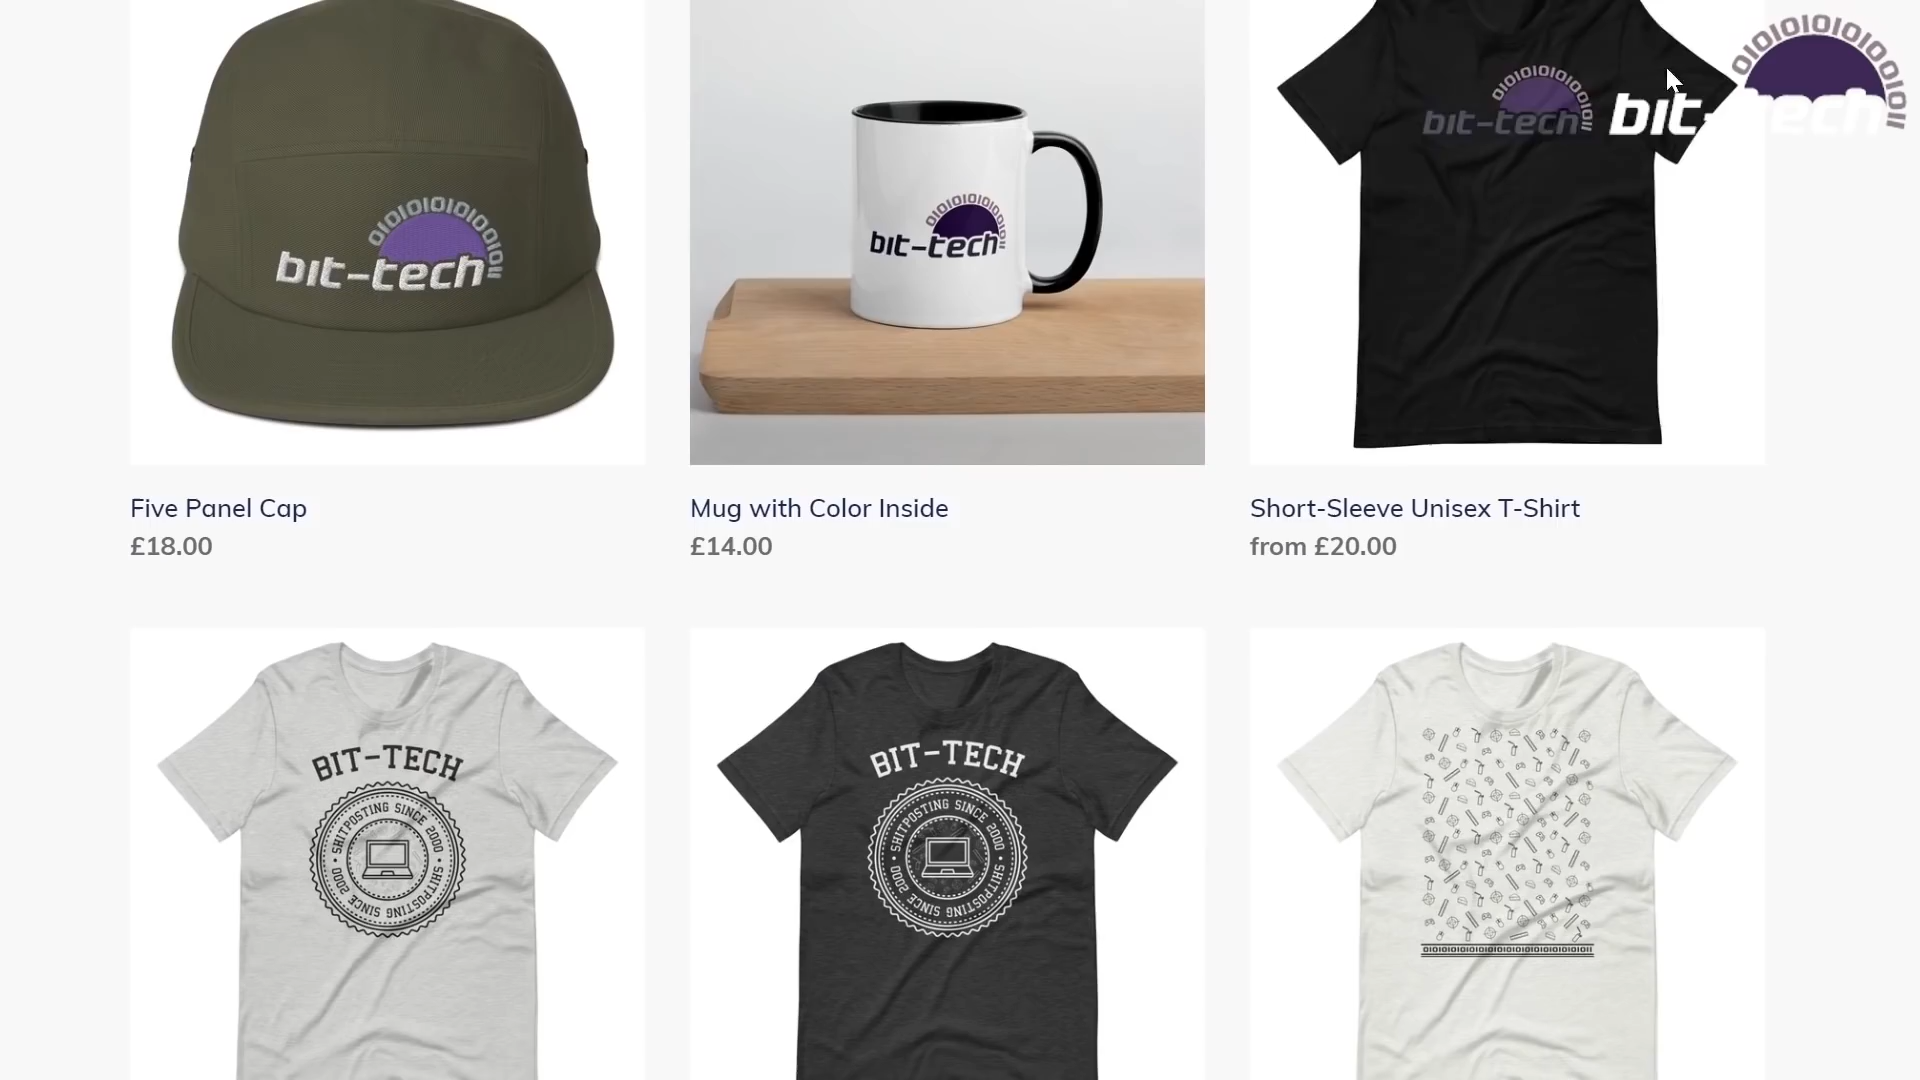 bit-tech
bit-tech
bit-tech
bit-tech
Five Panel Cap
£18.00
Mug with Color Inside
£14.00
Short-Sleeve Unisex T-Shirt
from £20.00
BIT-TECH
SHITPOSTING SINCE 2000 • SHITPOSTING SINCE 2000 •
BIT-TECH
SHITPOSTING SINCE 2000 • SHITPOSTING SINCE 2000 •